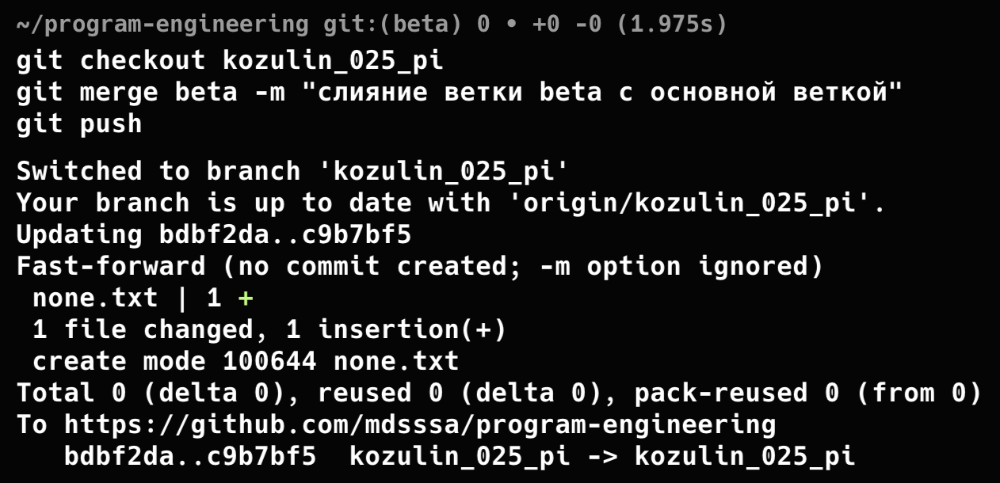 ~/program-engineering git:(beta) 0 • +0 -0 (1.975s)
git checkout kozulin_025_pi
git merge beta -m "слияние ветки beta с основной веткой"
git push
Switched to branch 'kozulin_025_pi'
Your branch is up to date with 'origin/kozulin_025_pi'.
Updating bdbf2da..c9b7bf5
Fast-forward (no commit created; -m option ignored)
 none.txt | 1 +
 1 file changed, 1 insertion(+)
 create mode 100644 none.txt
Total 0 (delta 0), reused 0 (delta 0), pack-reused 0 (from 0)
To https://github.com/mdsssa/program-engineering
   bdbf2da..c9b7bf5  kozulin_025_pi -> kozulin_025_pi